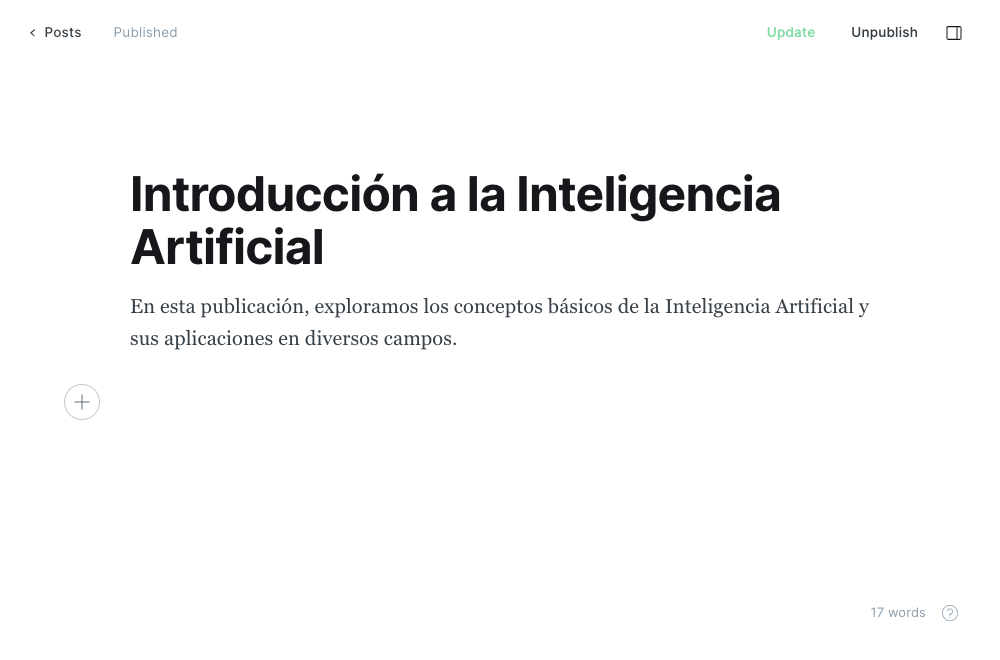 Posts
Published
Update
Unpublish
Introducción a la Inteligencia
Artificial
En esta publicación, exploramos los conceptos básicos de la Inteligencia Artificial y
sus aplicaciones en diversos campos.
17 words